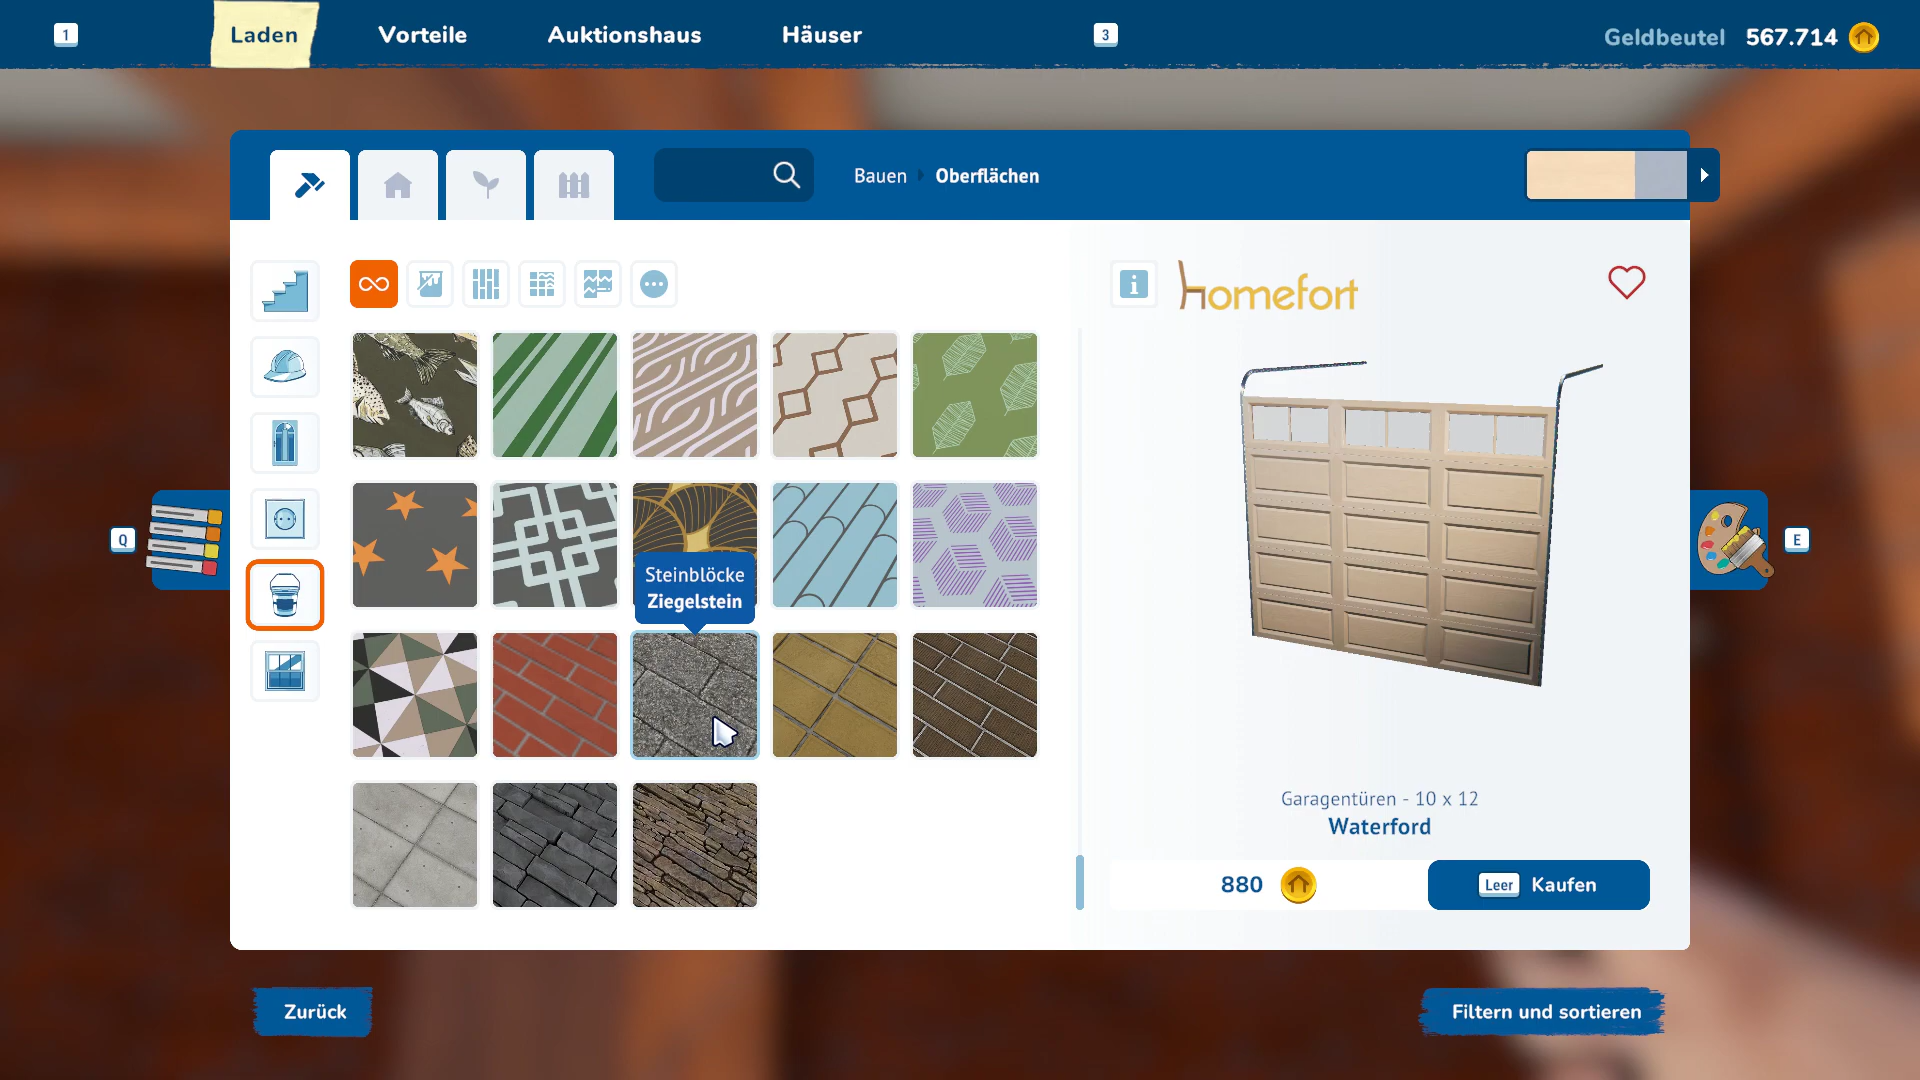 1
Laden
Vorteile
Auktionshaus
Häuser
3
Geldbeutel 567.714
Bauen
Oberflächen
homefort
Q
E
Steinblöcke
Ziegelstein
Garagentüren - 10 x 12
Waterford
880
Leer Kaufen
Zurück
Filtern und sortieren